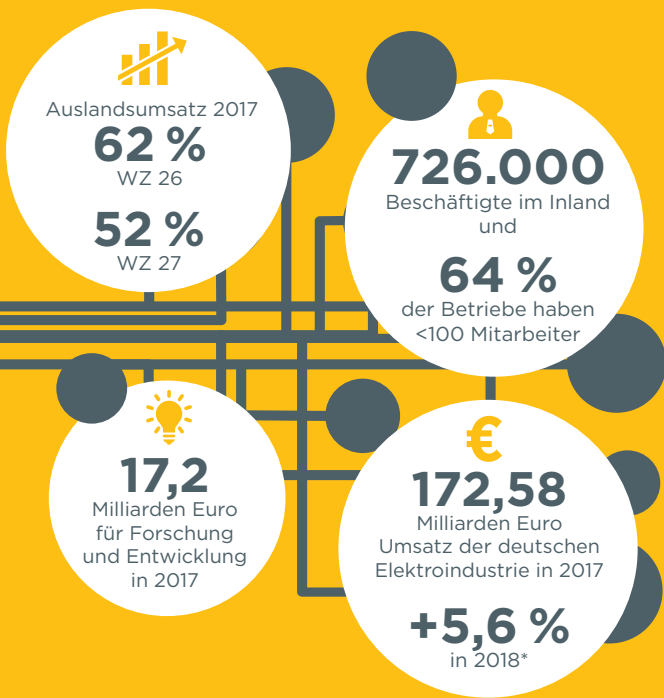 Auslandsumsatz 2017
62 %
WZ 26
52 %
WZ 27
726.000
Beschäftigte im Inland
und
64 %
der Betriebe haben
<100 Mitarbeiter
17,2
Milliarden Euro
für Forschung
und Entwicklung
in 2017
€
172,58
Milliarden Euro
Umsatz der deutschen
Elektroindustrie in 2017
+5,6 %
in 2018*